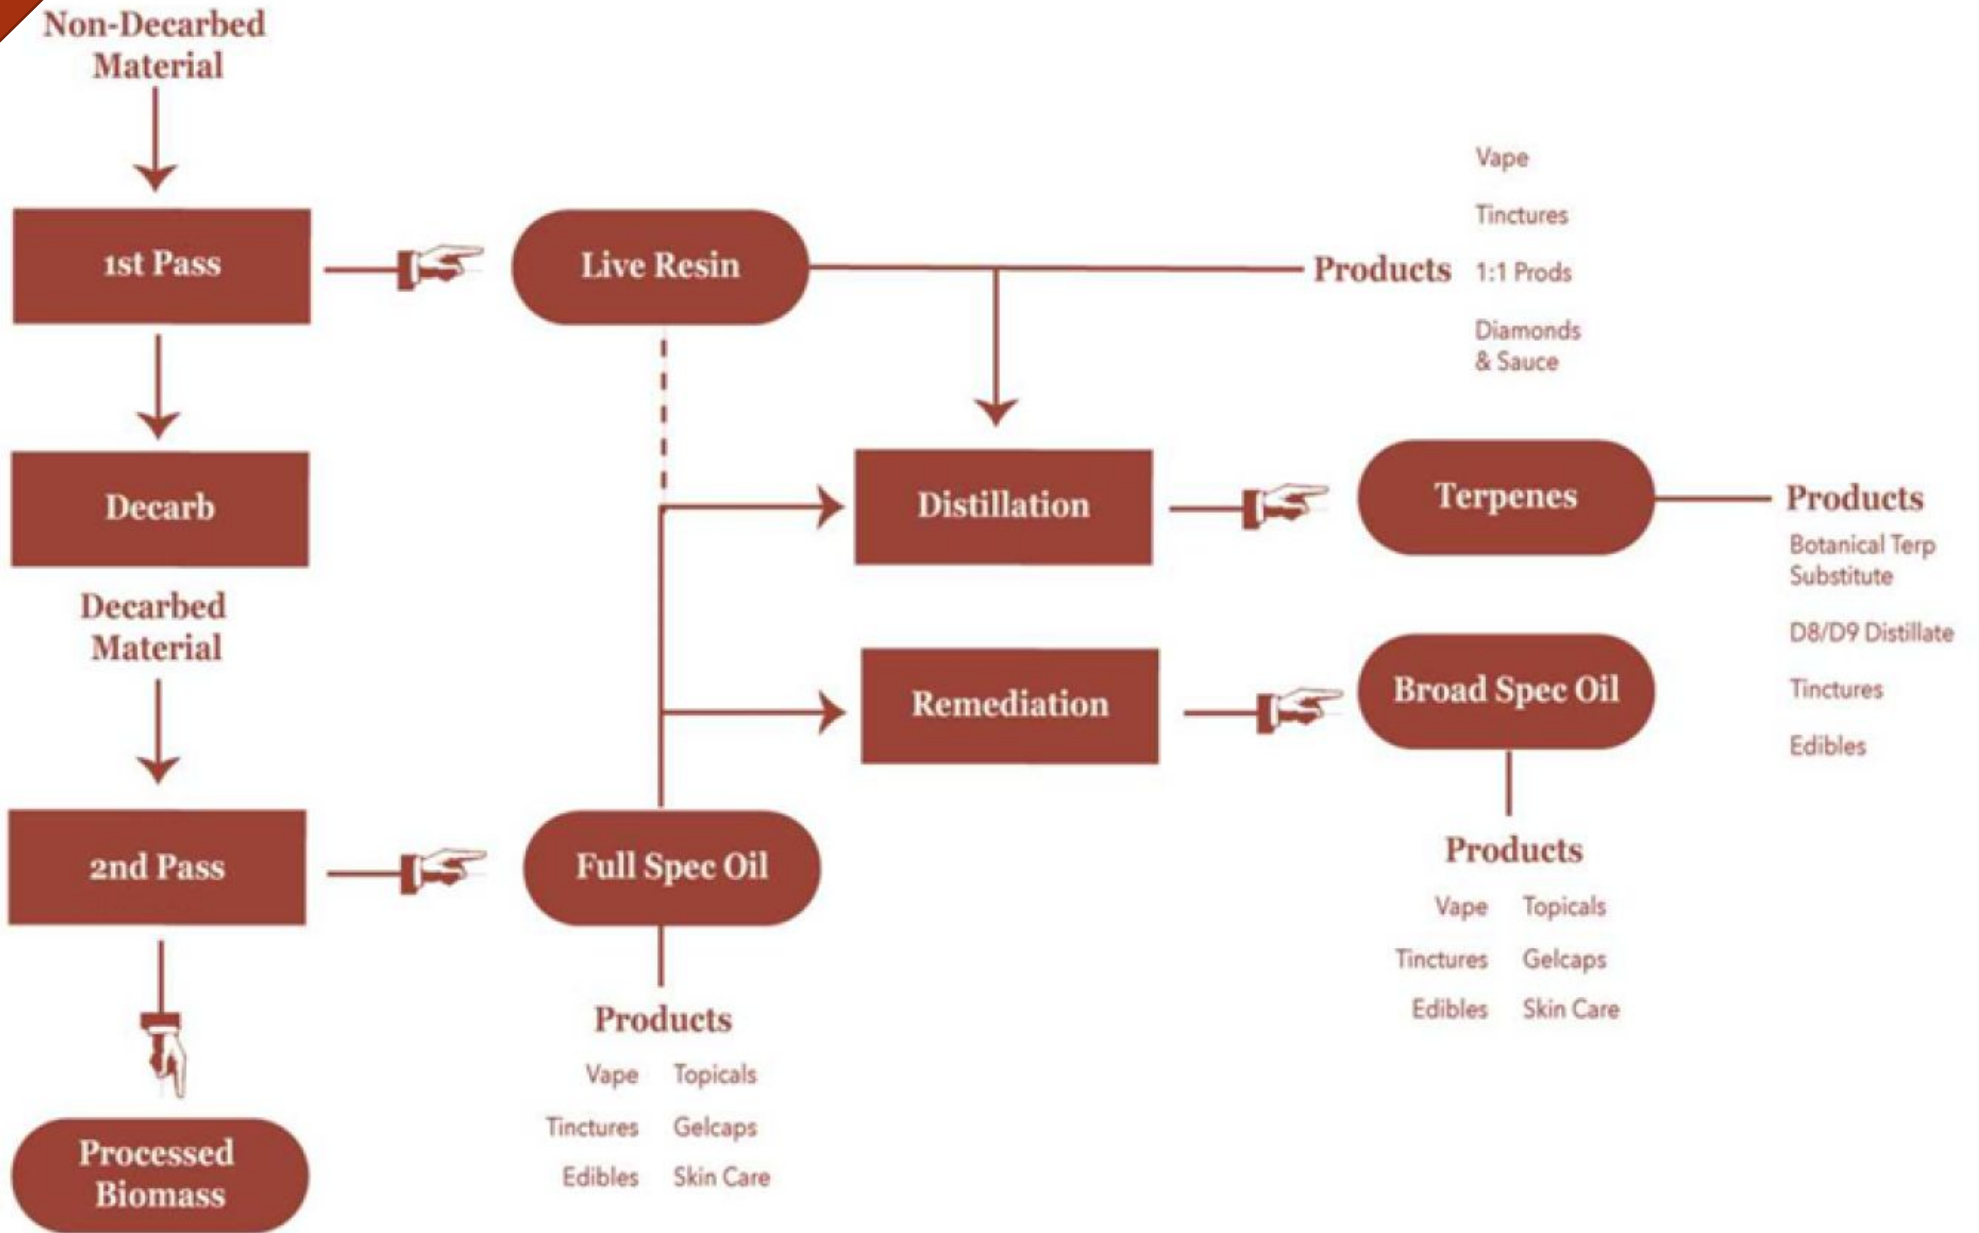 Non-Decarbed
Material
1st Pass
Live Resin
Products
Vape
Tinctures
1:1 Prods
Diamonds
& Sauce
Decarb
Distillation
Terpenes
Products
Botanical Terp
Substitute
D8/D9 Distillate
Tinctures
Edibles
Decarbed
Material
Remediation
Broad Spec Oil
Products
Vape Topicals
Tinctures Gelcaps
Edibles Skin Care
2nd Pass
Full Spec Oil
Products
Vape Topicals
Tinctures Gelcaps
Edibles Skin Care
Processed
Biomass